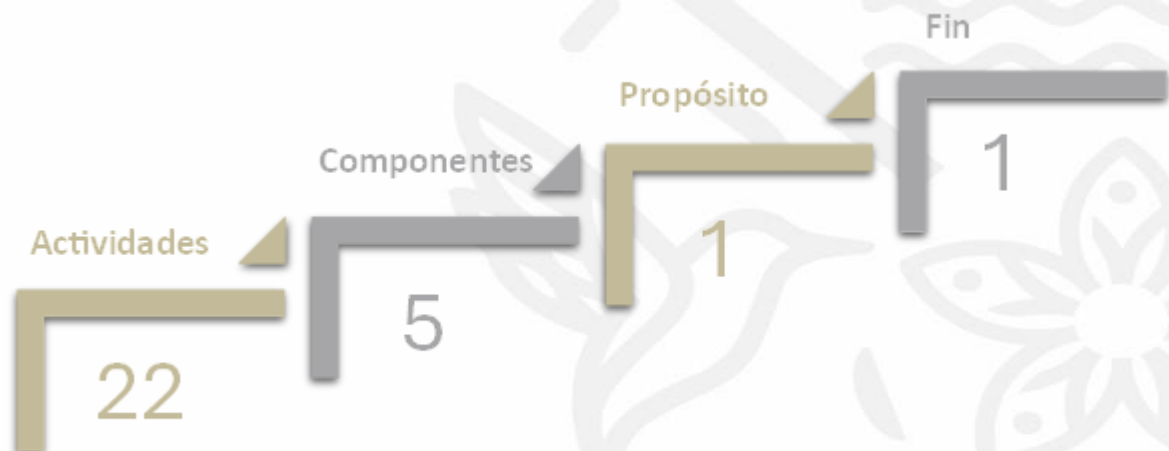 Fin
1
Propósito
1
Componentes
5
Actividades
22